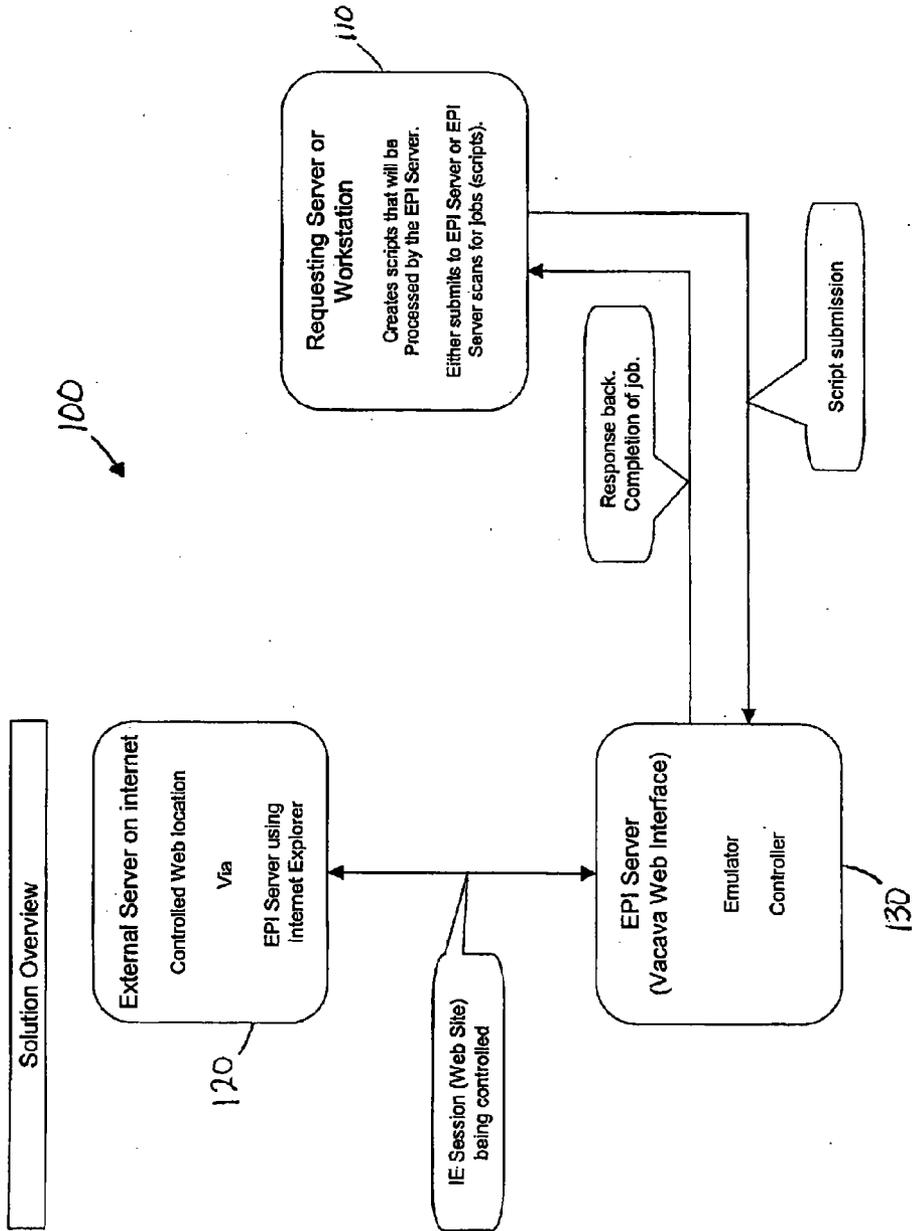 Solution Overview
100
External Server on internet
Controlled Web location
Via
EPI Server using
Internet Explorer
120
IE Session (Web Site)
being controlled
EPI Server
(Vacava Web Interface)
Emulator
Controller
130
Requesting Server or
Workstation
Creates scripts that will be
Processed by the EPI Server.
Either submits to EPI Server or EPI
Server scans for jobs (scripts).
110
Response back.
Completion of job.
Script submission